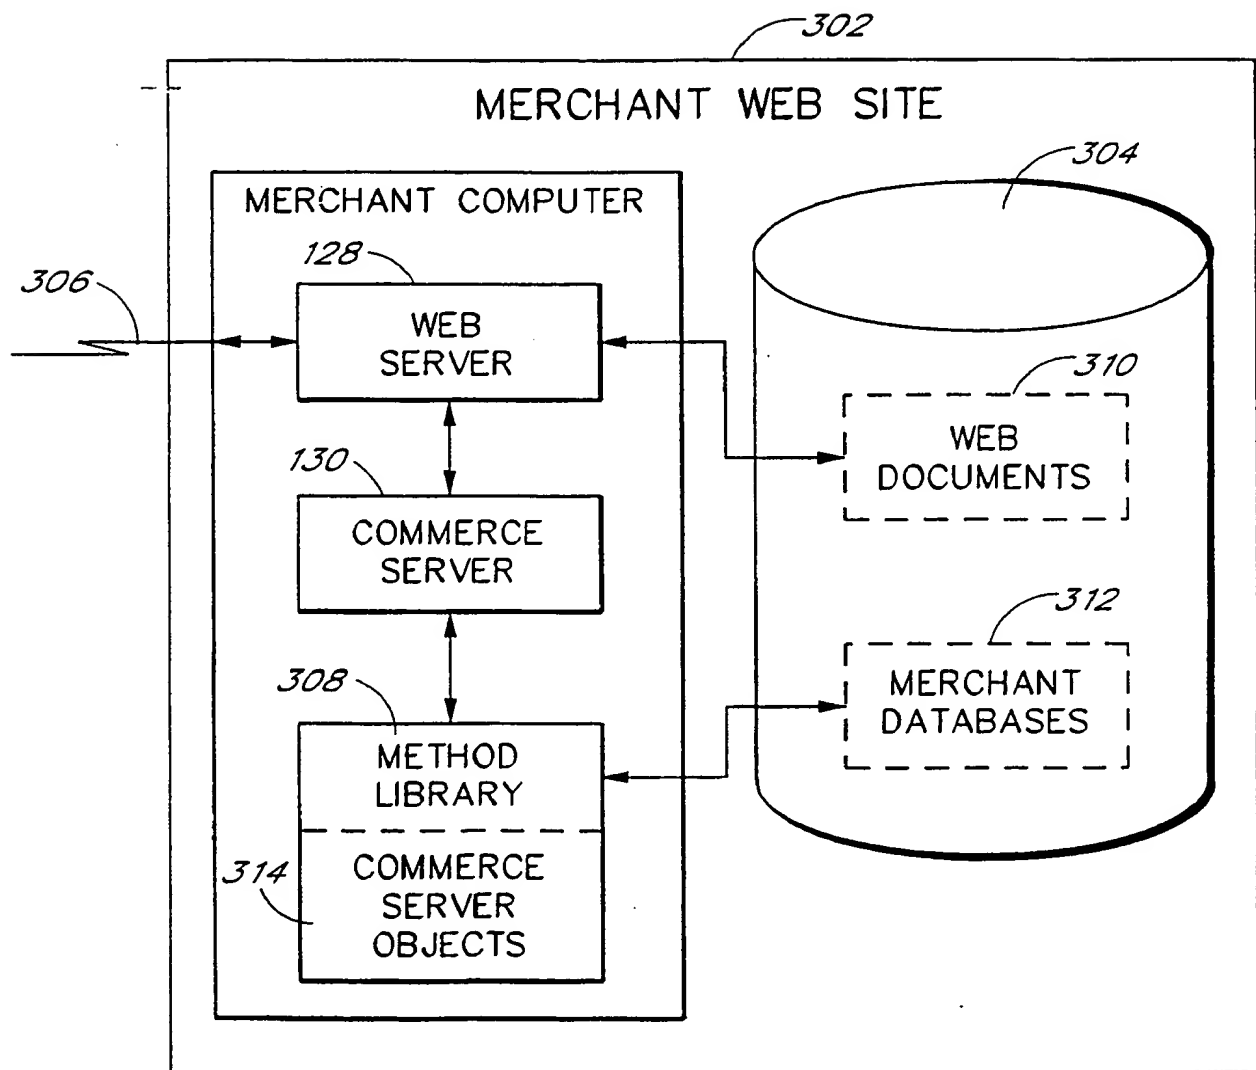 302
MERCHANT WEB SITE
304
MERCHANT COMPUTER
128
306
WEB
SERVER
310
WEB
DOCUMENTS
130
COMMERCE
SERVER
312
MERCHANT
DATABASES
308
METHOD
LIBRARY
314
COMMERCE
SERVER
OBJECTS